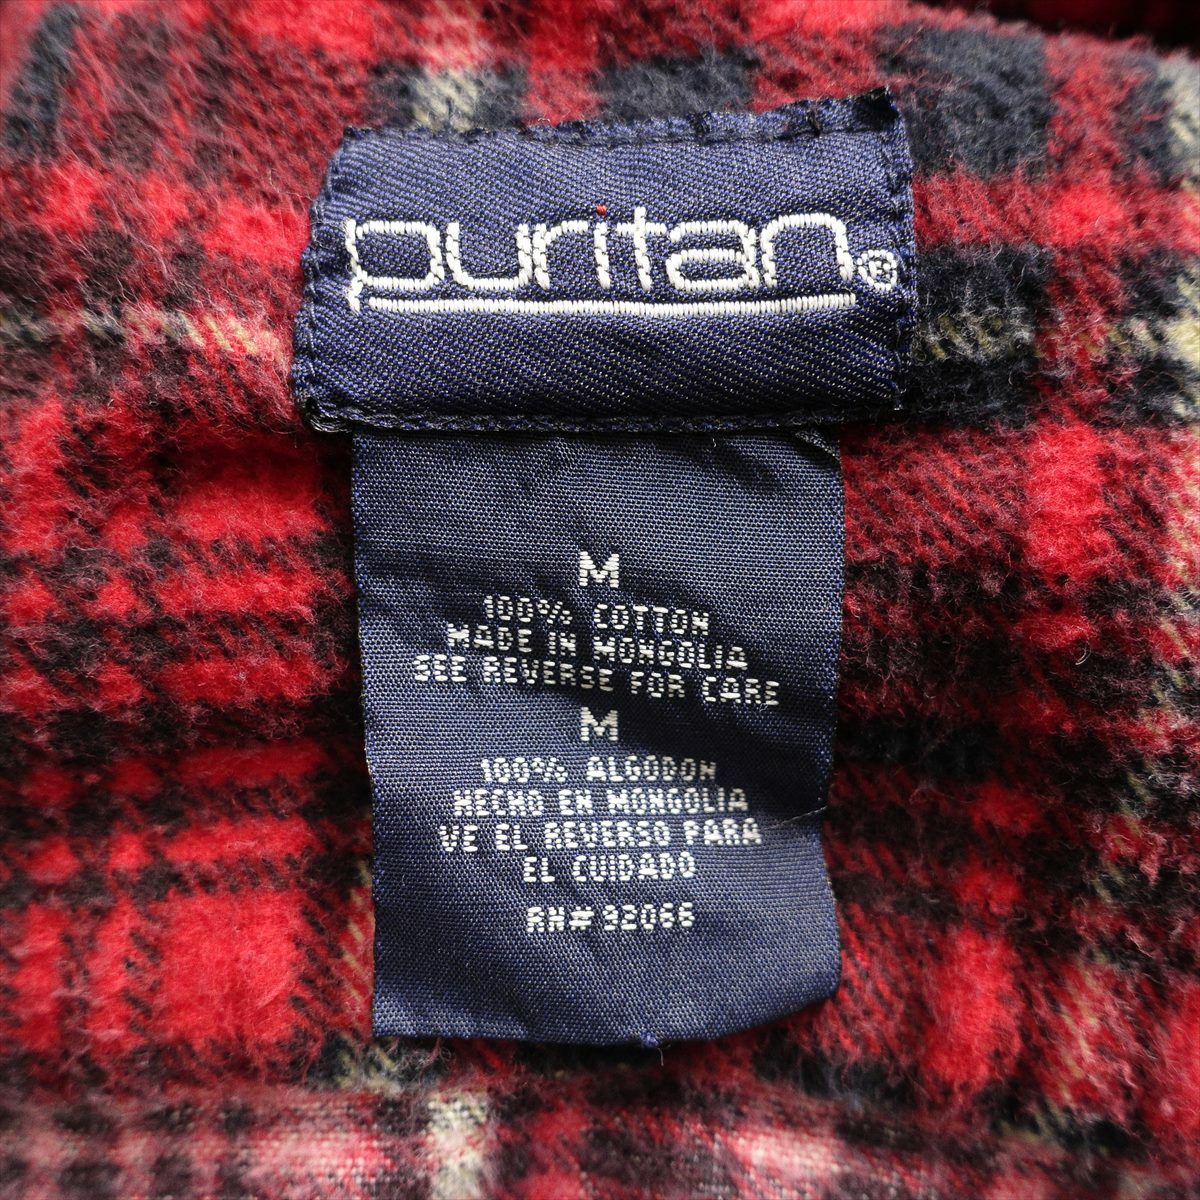 puritan®
M
100% COTTON
MADE IN MONGOLIA
SEE REVERSE FOR CARE
M
100% ALGODON
HECHO EN MONGOLIA
VE EL REVERSO PARA
EL CUIDADO
RN# 32066